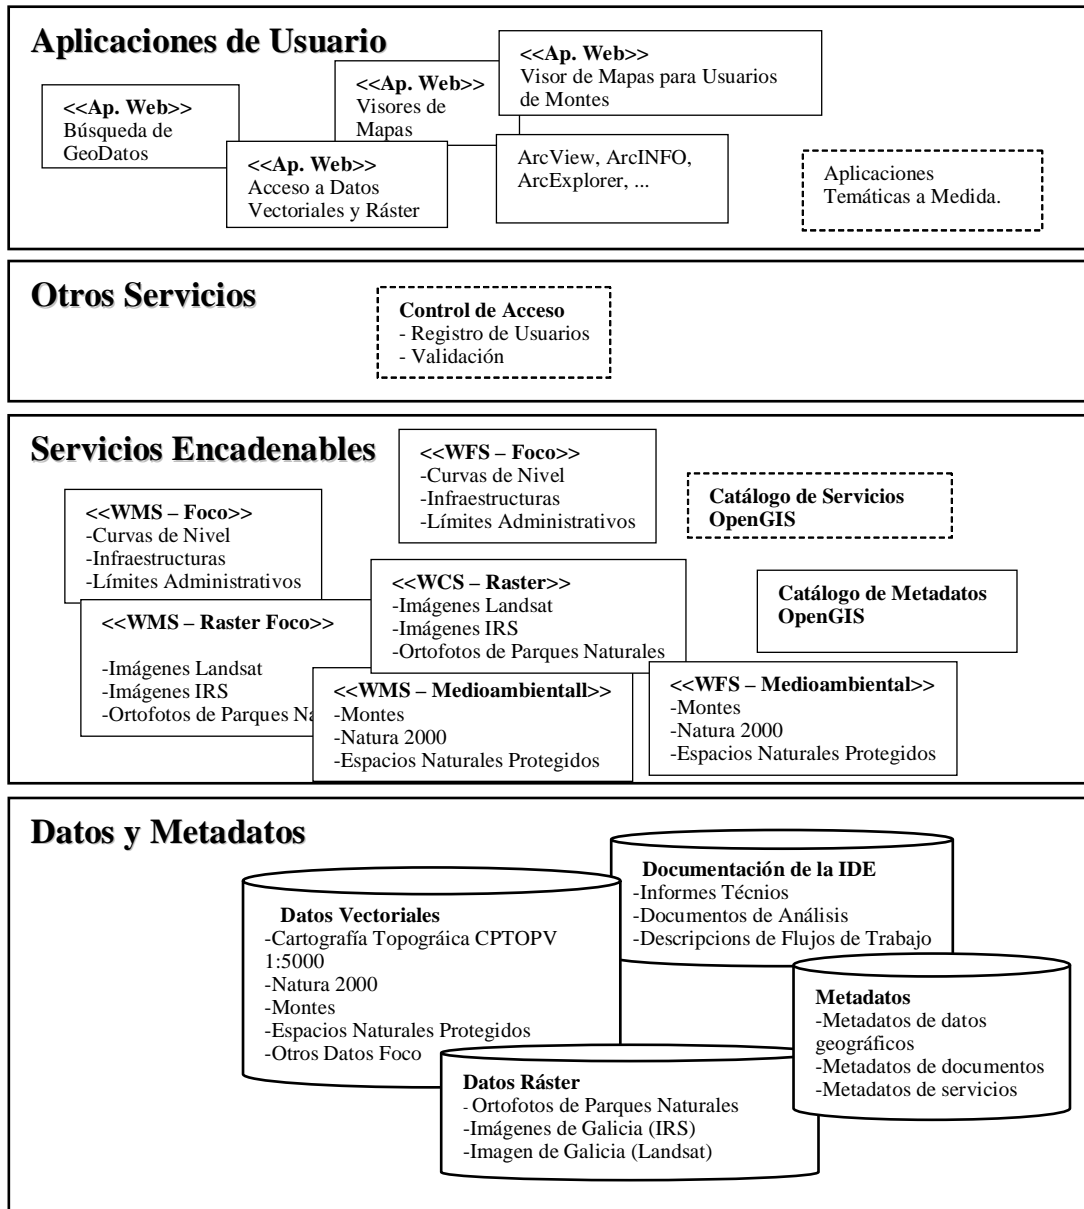 Aplicaciones de Usuario
<<Ap. Web>>
Búsqueda de
GeoDatos
<<Ap. Web>>
Visores de
Mapas
<<Ap. Web>>
Visor de Mapas para Usuarios
de Montes
<<Ap. Web>>
Acceso a Datos
Vectoriales y Ráster
ArcView, ArcINFO,
ArcExplorer, ...
Aplicaciones
Temáticas a Medida.
Otros Servicios
Control de Acceso
- Registro de Usuarios
- Validación
Servicios Encadenables
<<WFS – Foco>>
-Curvas de Nivel
-Infraestructuras
-Límites Administrativos
Catálogo de Servicios
OpenGIS
<<WMS – Foco>>
-Curvas de Nivel
-Infraestructuras
-Límites Administrativos
<<WCS – Raster>>
-Imágenes Landsat
-Imágenes IRS
-Ortofotos de Parques Naturales
Catálogo de Metadatos
OpenGIS
<<WMS – Raster Foco>>
-Imágenes Landsat
-Imágenes IRS
-Ortofotos de Parques Na
<<WMS – Medioambientall>>
-Montes
-Natura 2000
-Espacios Naturales Protegidos
<<WFS – Medioambiental>>
-Montes
-Natura 2000
-Espacios Naturales Protegidos
Datos y Metadatos
Documentación de la IDE
-Informes Técnios
-Documentos de Análisis
-Descripcions de Flujos de Trabajo
Datos Vectoriales
-Cartografía Topográica CPTOPV
1:5000
-Natura 2000
-Montes
-Espacios Naturales Protegidos
-Otros Datos Foco
Metadatos
-Metadatos de datos
geográficos
-Metadatos de documentos
-Metadatos de servicios
Datos Ráster
- Ortofotos de Parques Naturales
-Imágenes de Galicia (IRS)
-Imagen de Galicia (Landsat)